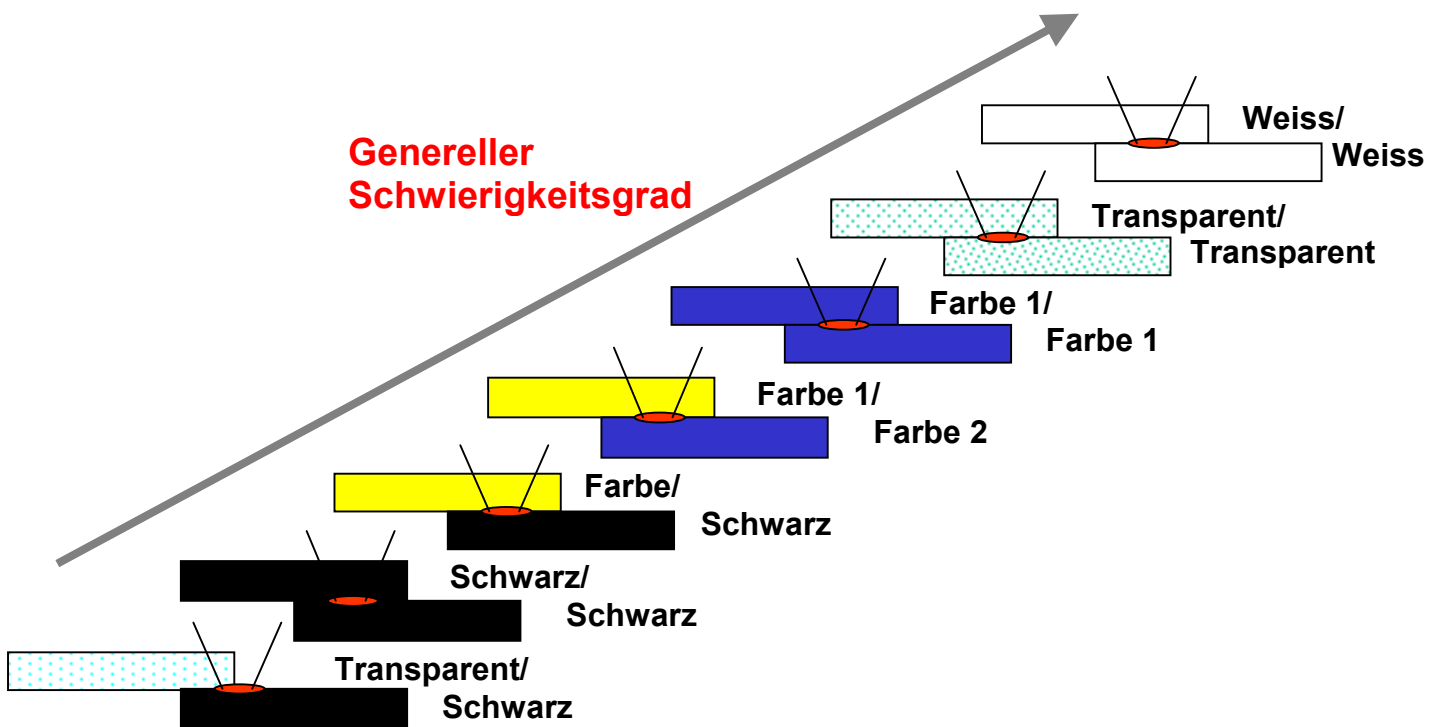 Genereller
Schwierigkeitsgrad
Weiss/
Weiss
Transparent/
Transparent
Farbe 1/
Farbe 1
Farbe 1/
Farbe 2
Farbe/
Schwarz
Schwarz/
Schwarz
Transparent/
Schwarz